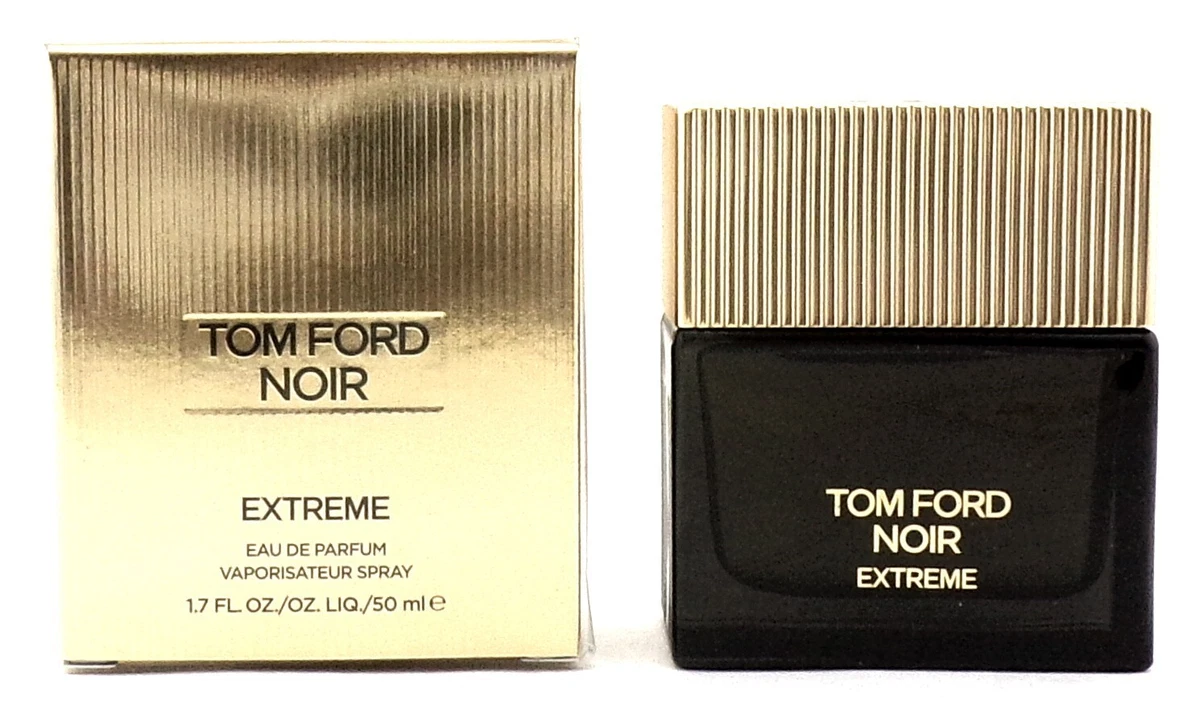 TOM FORD
NOIR
EXTREME
EAU DE PARFUM
VAPORISATEUR SPRAY
1.7 FL. OZ./OZ. LIQ./50 ml ℮
TOM FORD
NOIR
EXTREME